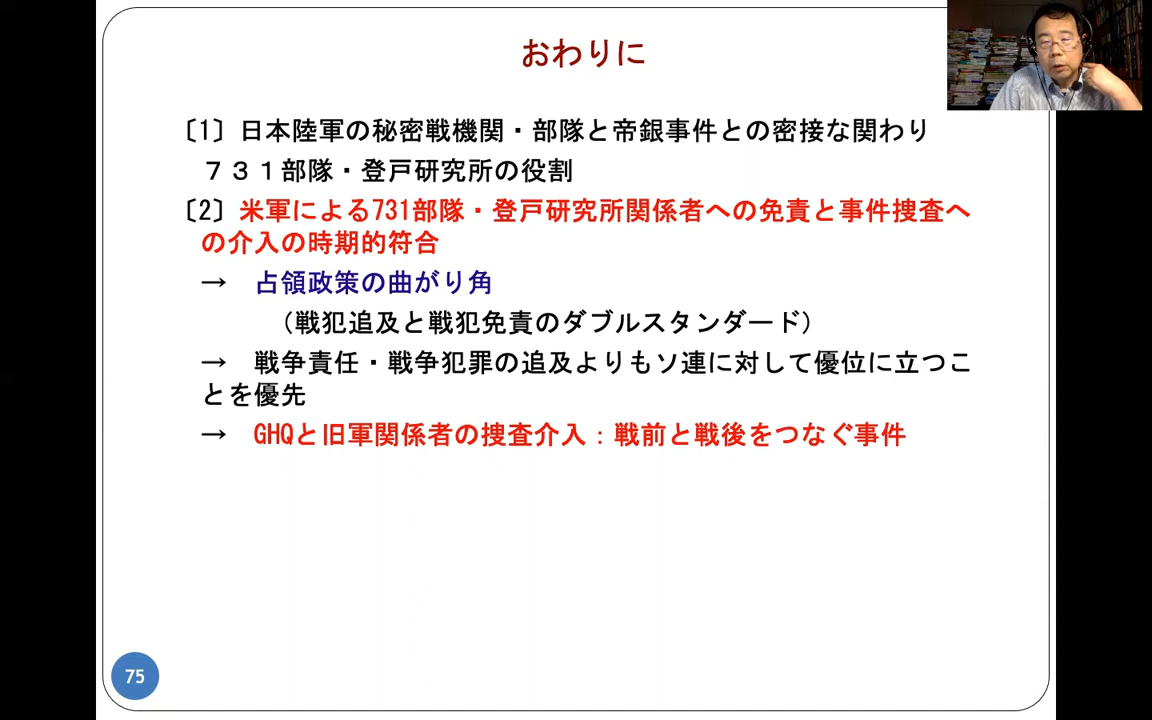 おわりに
〔1〕日本陸軍の秘密戦機関・部隊と帝銀事件との密接な関わり
７３１部隊・登戸研究所の役割
〔2〕米軍による731部隊・登戸研究所関係者への免責と事件捜査へ
の介入の時期的符合
→　占領政策の曲がり角
（戦犯追及と戦犯免責のダブルスタンダード）
→　戦争責任・戦争犯罪の追及よりもソ連に対して優位に立つこ
とを優先
→　GHQと旧軍関係者の捜査介入：戦前と戦後をつなぐ事件
75